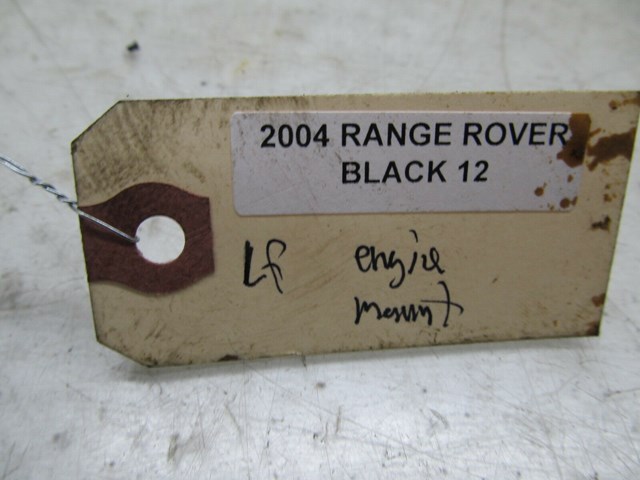 2004 RANGE ROVER
BLACK 12
Lf engine
mount